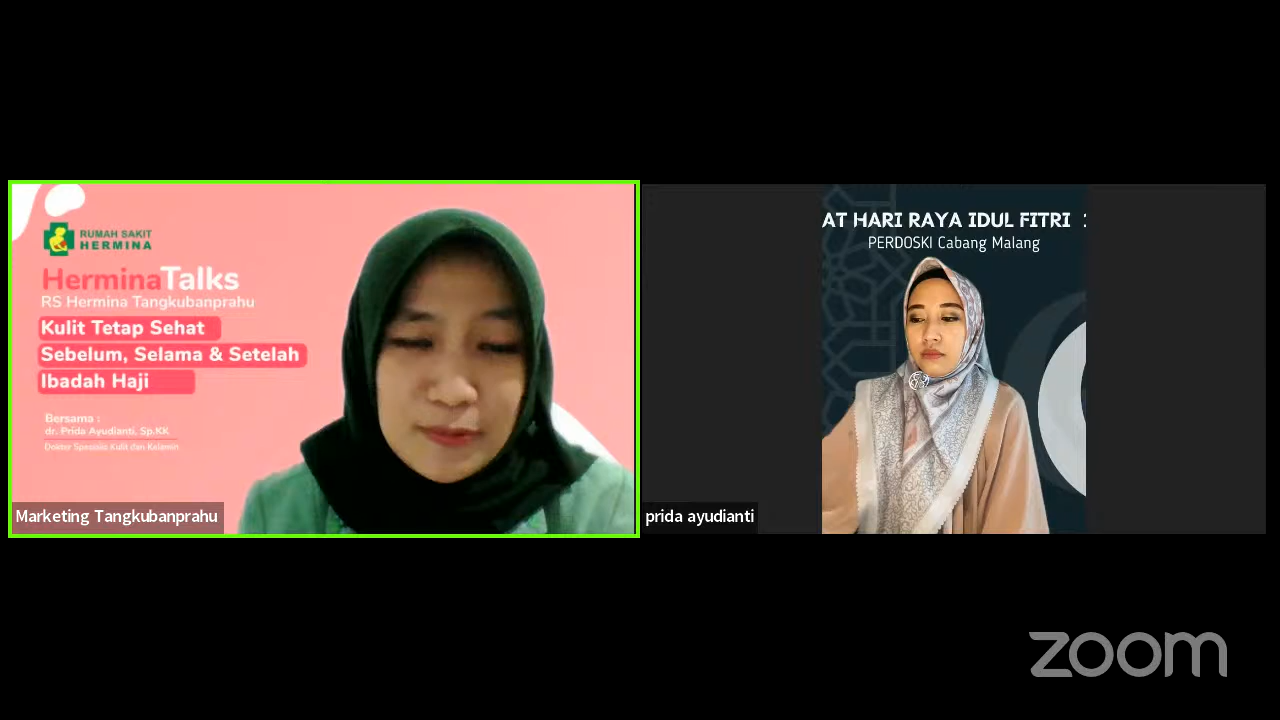 RUMAH SAKIT
HERMINA
HerminaTalks
RS Hermina Tangkubanprahu
Kulit Tetap Sehat
Sebelum, Selama & Setelah
Ibadah Haji
Bersama :
dr. Prida Ayudianti, Sp.KK
Dokter Spesialis Kulit dan Kelamin
Marketing Tangkubanprahu
AT HARI RAYA IDUL FITRI
PERDOSKI Cabang Malang
prida ayudianti
zoom